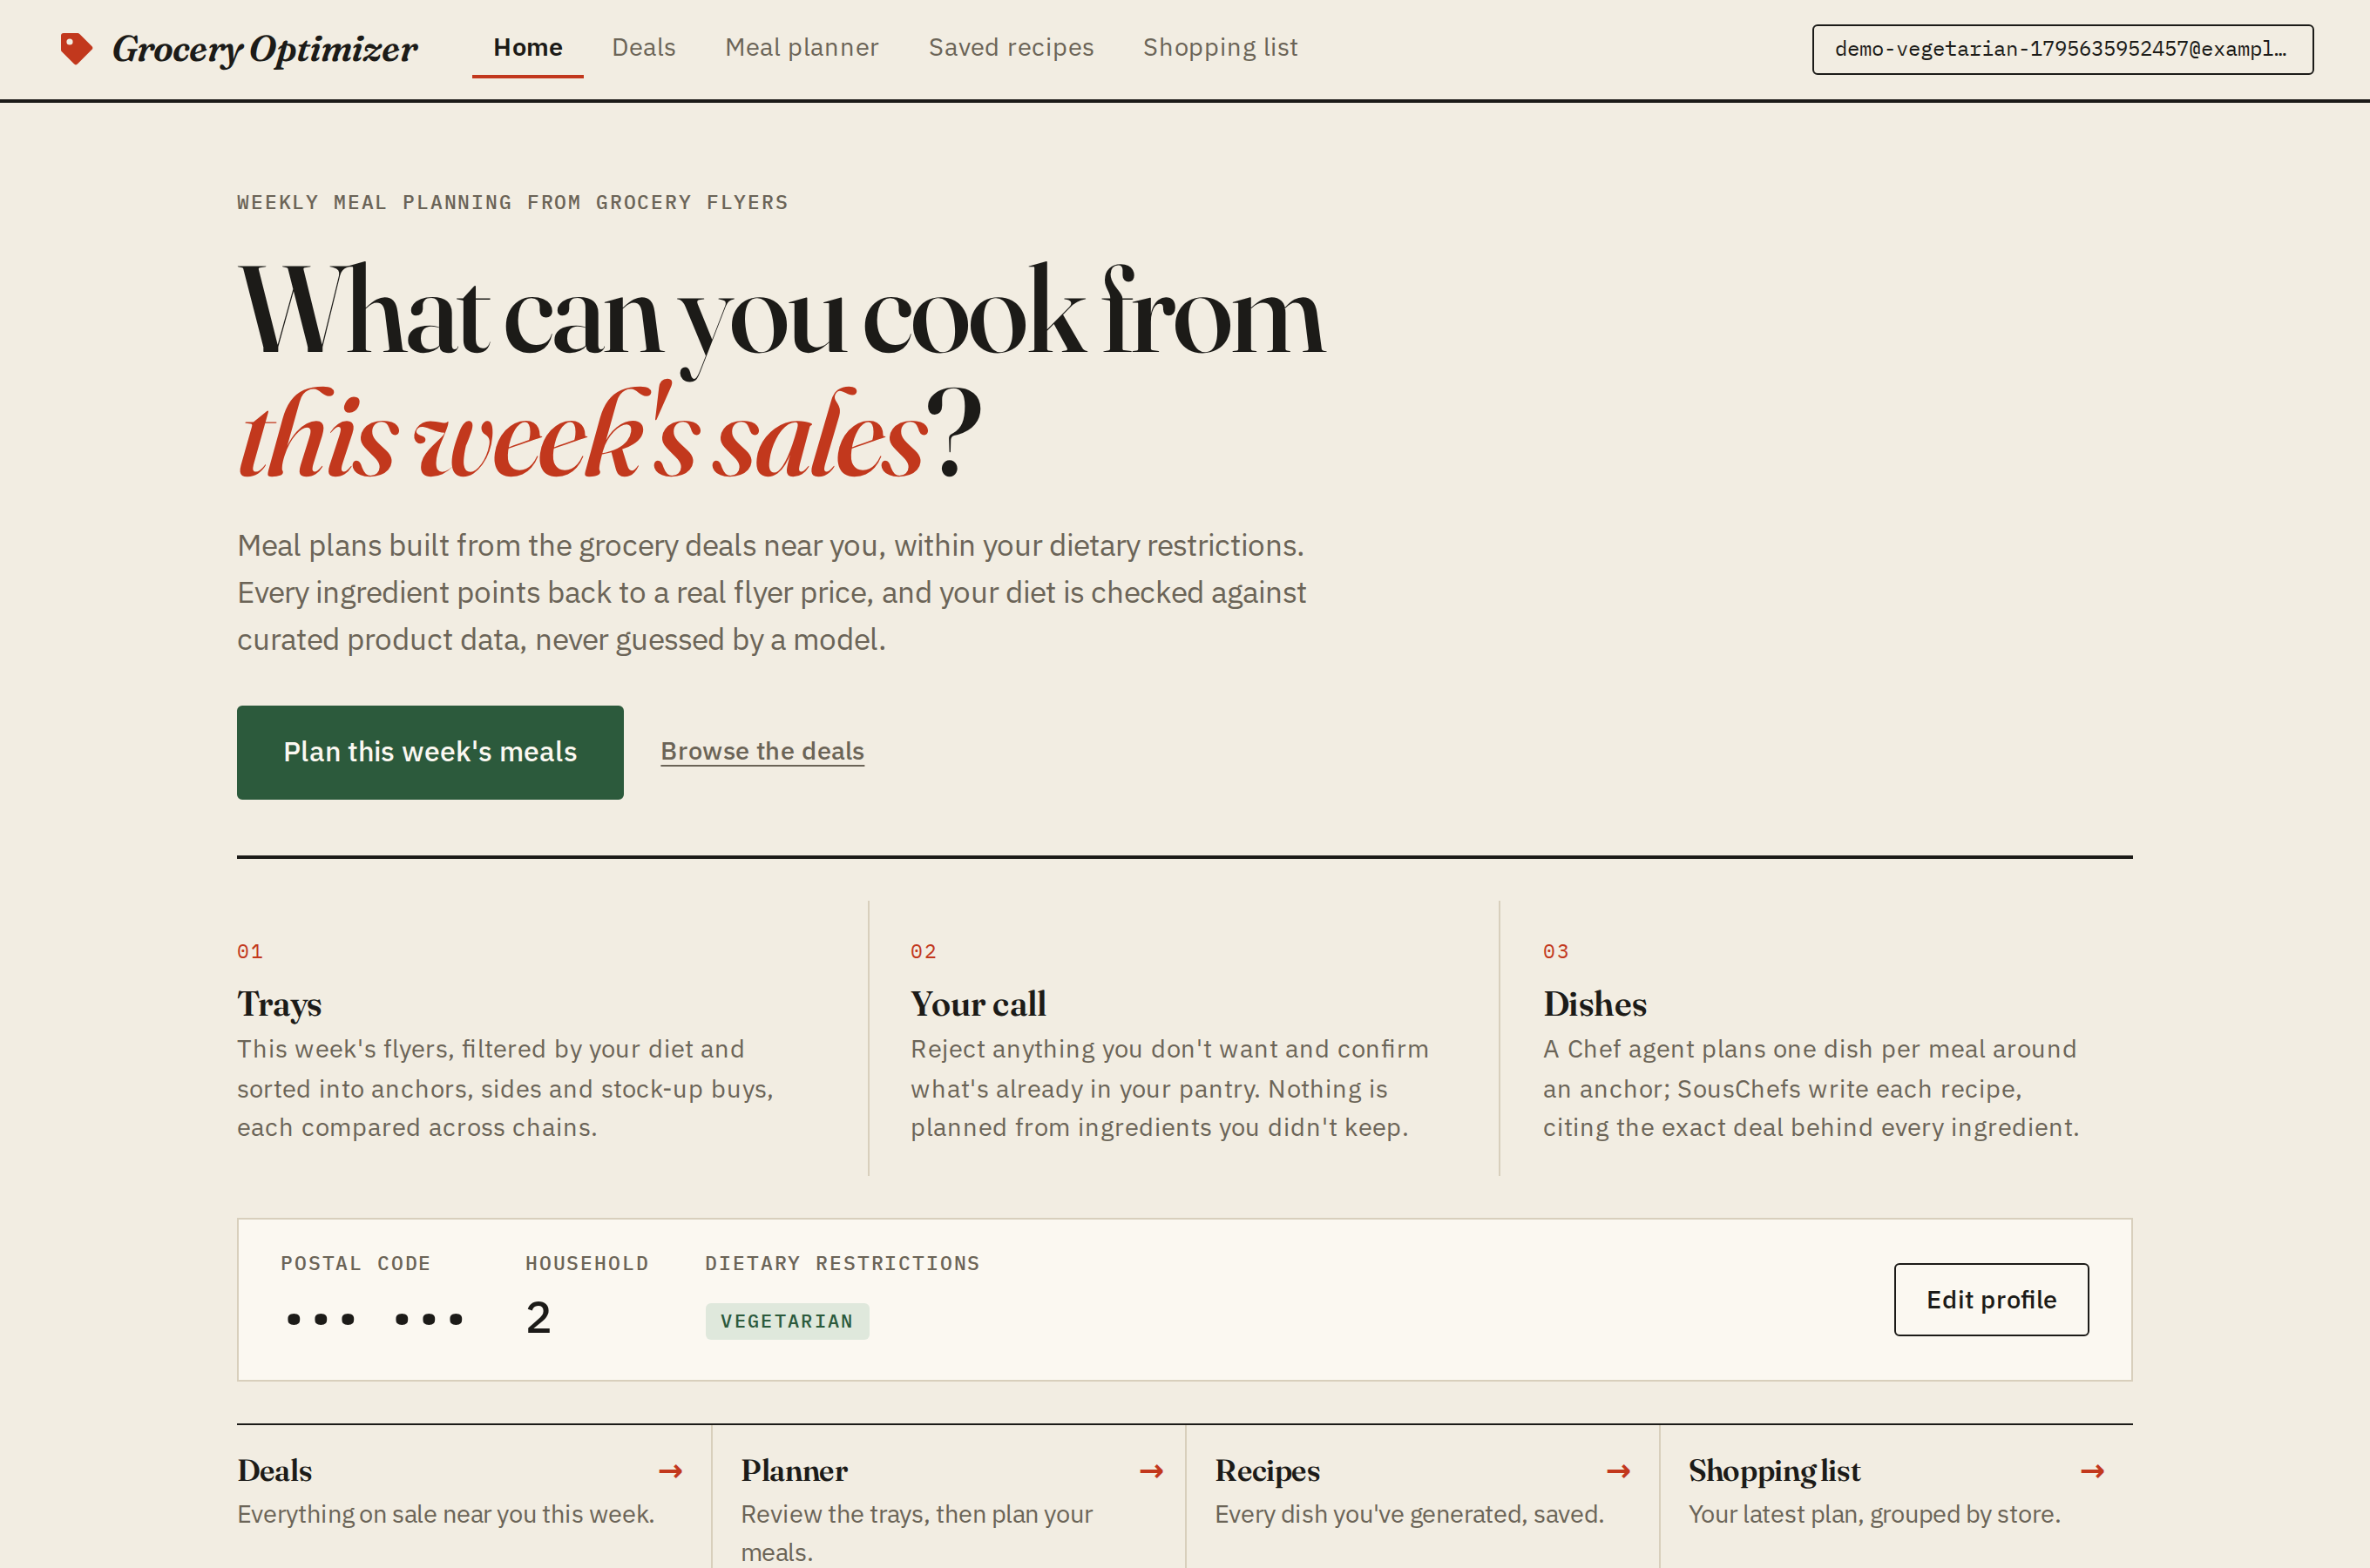 Grocery Optimizer
Home
Deals
Meal planner
Saved recipes
Shopping list
demo-vegetarian-1795635952457@exampl…
WEEKLY MEAL PLANNING FROM GROCERY FLYERS
What can you cook from
this week's sales?
Meal plans built from the grocery deals near you, within your dietary restrictions.
Every ingredient points back to a real flyer price, and your diet is checked against
curated product data, never guessed by a model.
Plan this week's meals
Browse the deals
01
Trays
This week's flyers, filtered by your diet and
sorted into anchors, sides and stock-up buys,
each compared across chains.
02
Your call
Reject anything you don't want and confirm
what's already in your pantry. Nothing is
planned from ingredients you didn't keep.
03
Dishes
A Chef agent plans one dish per meal around
an anchor; SousChefs write each recipe,
citing the exact deal behind every ingredient.
POSTAL CODE
••• •••
HOUSEHOLD
2
DIETARY RESTRICTIONS
VEGETARIAN
Edit profile
Deals →
Everything on sale near you this week.
Planner →
Review the trays, then plan your
meals.
Recipes →
Every dish you've generated, saved.
Shopping list →
Your latest plan, grouped by store.